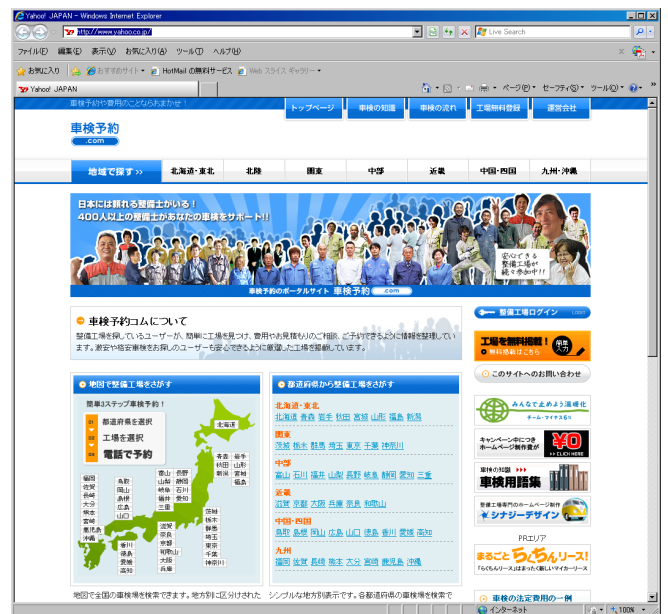 Yahoo! JAPAN - Windows Internet Explorer
http://www.yahoo.co.jp/
Live Search
ファイル(F) 編集(E) 表示(V) お気に入り(A) ツール(T) ヘルプ(H)
お気に入り おすすめサイト HotMail の無料サービス Web スライス ギャラリー
Yahoo! JAPAN
ページ(P) セーフティ(S) ツール(O)
車検予約や費用のことならおまかせ！
トップページ 車検の知識 車検の流れ 工場無料登録 運営会社
車検予約
.com
地域で探す>> 北海道・東北 北陸 関東 中部 近畿 中国・四国 九州・沖縄
日本には頼れる整備士がいる！
400人以上の整備士があなたの車検をサポート!!
安心できる
整備工場が
続々参加中!!
車検予約のポータルサイト 車検予約 .com
車検予約コムについて
整備工場を探しているユーザーが、簡単に工場を見つけ、費用やお見積もりのご相談、ご予約できるように情報を整理しています。激安や格安車検をお探しのユーザーも安心できるように厳選した工場を掲載しています。
整備工場ログイン LOGIN
工場を無料掲載！ 簡単入力
無料掲載はこちら
このサイトへのお問い合わせ
地図で整備工場をさがす
簡単3ステップ車検予約！
01 都道府県を選択
02 工場を選択
03 電話で予約
北海道
青森 岩手
秋田 山形
新潟 宮城
福島
富山 長野
山梨 静岡
岐阜 石川
福井 愛知
三重
鳥取
岡山
島根
広島
山口
福岡
佐賀
長崎
大分
熊本
宮崎
鹿児島
沖縄
香川
徳島
愛媛
高知
滋賀
奈良
京都
和歌山
大阪
兵庫
茨城
栃木
群馬
埼玉
東京
千葉
神奈川
都道府県から整備工場をさがす
北海道・東北
北海道 青森 岩手 秋田 宮城 山形 福島 新潟
関東
茨城 栃木 群馬 埼玉 東京 千葉 神奈川
中部
富山 石川 福井 山梨 長野 岐阜 静岡 愛知 三重
近畿
滋賀 京都 大阪 兵庫 奈良 和歌山
中国・四国
鳥取 島根 岡山 広島 山口 徳島 香川 愛媛 高知
九州
福岡 佐賀 長崎 熊本 大分 宮崎 鹿児島 沖縄
みんなで止めよう温暖化
チーム・マイナス6%
キャンペーン中につき
ホームページ制作費が
¥0
>> CLICK HERE
車検の知識
車検用語集
整備工場専門のホームページ制作
シナジーデザイン
PRエリア
まるごとらくちんリース!
「らくちんリース」はまったく新しいマイカーリース
車検の法定費用の一例
地図で全国の車検場を検索できます。地方別に区分けされた
シンプルな地方別表示です。各都道府県の車検場を検索で
インターネット
100%